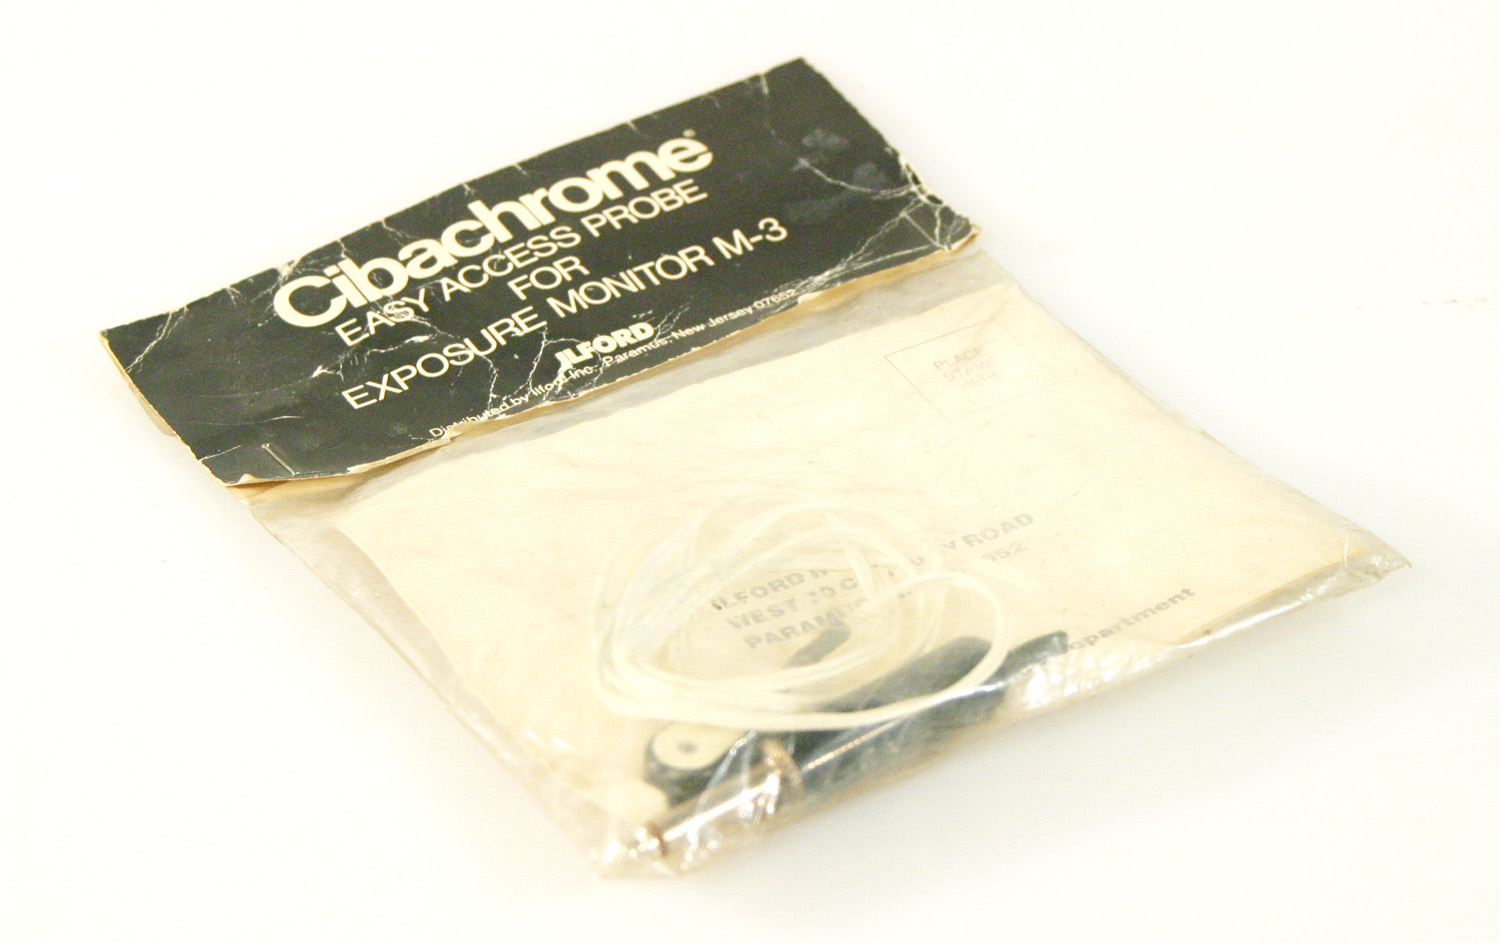 Cibachrome®
EASY ACCESS PROBE
FOR
EXPOSURE MONITOR M-3
ILFORD
Distributed by Ilford Inc. Paramus, New Jersey 07652
PLACE
STAMP
HERE
ILFORD
WEST 70 ROAD
PARAMUS